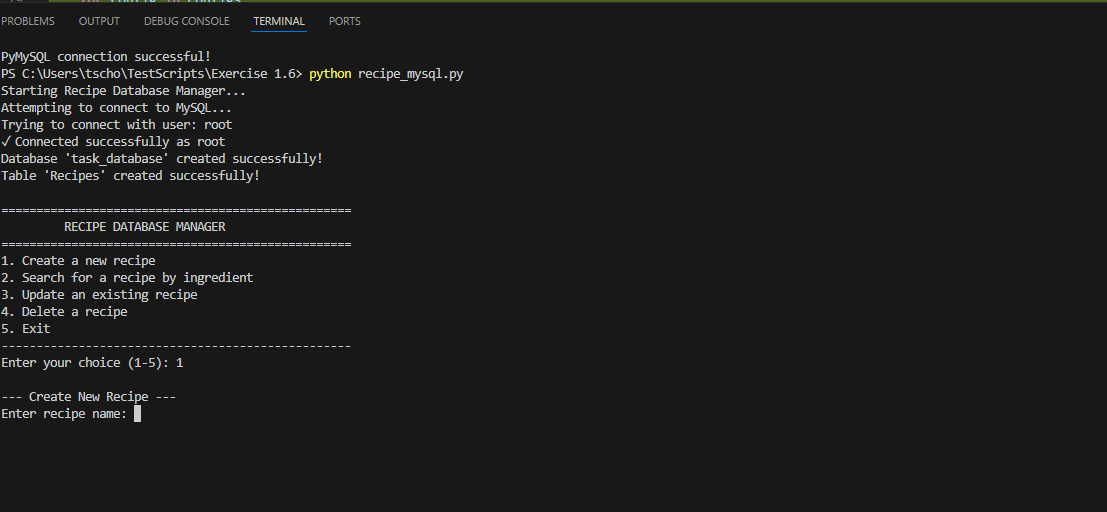 PROBLEMS OUTPUT DEBUG CONSOLE TERMINAL PORTS
PyMySQL connection successful!
PS C:\Users\tscho\TestScripts\Exercise 1.6> python recipe_mysql.py
Starting Recipe Database Manager...
Attempting to connect to MySQL...
Trying to connect with user: root
✓ Connected successfully as root
Database 'task_database' created successfully!
Table 'Recipes' created successfully!
==================================================
RECIPE DATABASE MANAGER
==================================================
1. Create a new recipe
2. Search for a recipe by ingredient
3. Update an existing recipe
4. Delete a recipe
5. Exit
--------------------------------------------------
Enter your choice (1-5): 1
--- Create New Recipe ---
Enter recipe name: